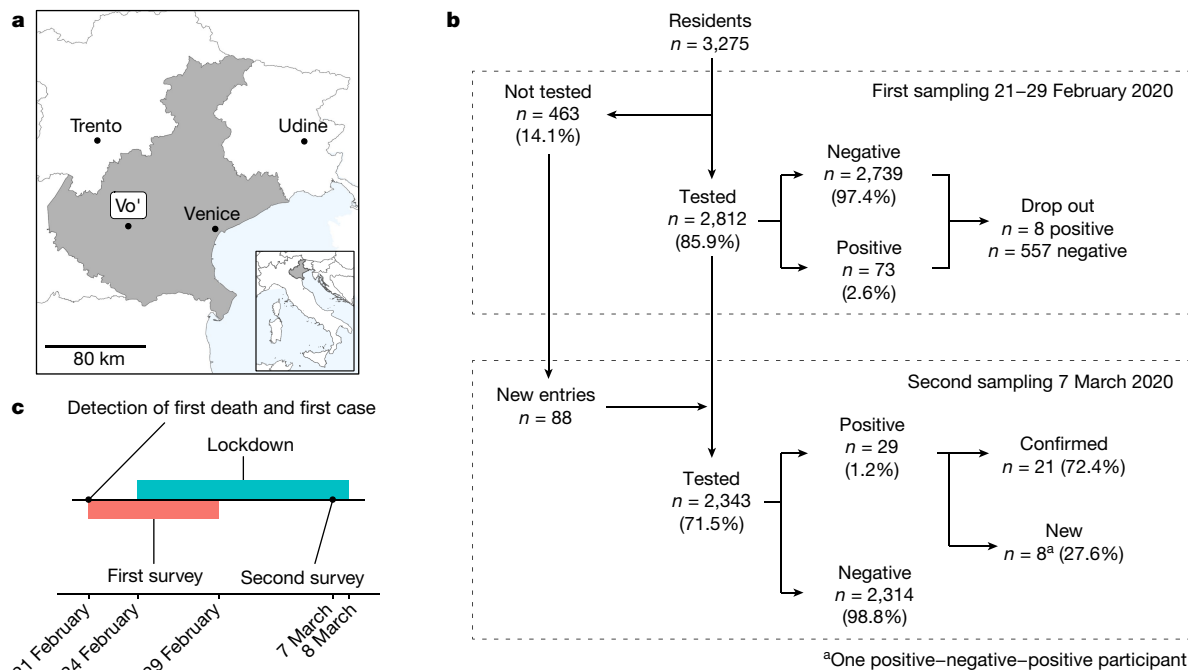 a
Trento
Udine
Vo'
Venice
80 km
b
Residents
n = 3,275
First sampling 21–29 February 2020
Not tested
n = 463
(14.1%)
Tested
n = 2,812
(85.9%)
Negative
n = 2,739
(97.4%)
Positive
n = 73
(2.6%)
Drop out
n = 8 positive
n = 557 negative
Second sampling 7 March 2020
New entries
n = 88
Tested
n = 2,343
(71.5%)
Positive
n = 29
(1.2%)
Confirmed
n = 21 (72.4%)
New
n = 8ᵃ (27.6%)
Negative
n = 2,314
(98.8%)
ᵃOne positive–negative–positive participant
c
Detection of first death and first case
Lockdown
First survey
Second survey
21 February
24 February
29 February
7 March
8 March